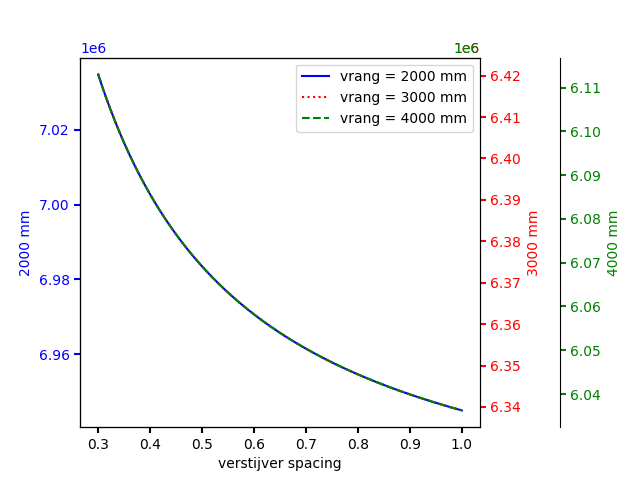 1e6
1e6
1e6
vrang = 2000 mm
vrang = 3000 mm
vrang = 4000 mm
7.02
7.00
6.98
6.96
2000 mm
6.42
6.41
6.40
6.39
6.38
6.37
6.36
6.35
6.34
3000 mm
6.11
6.10
6.09
6.08
6.07
6.06
6.05
6.04
4000 mm
0.3 0.4 0.5 0.6 0.7 0.8 0.9 1.0
verstijver spacing